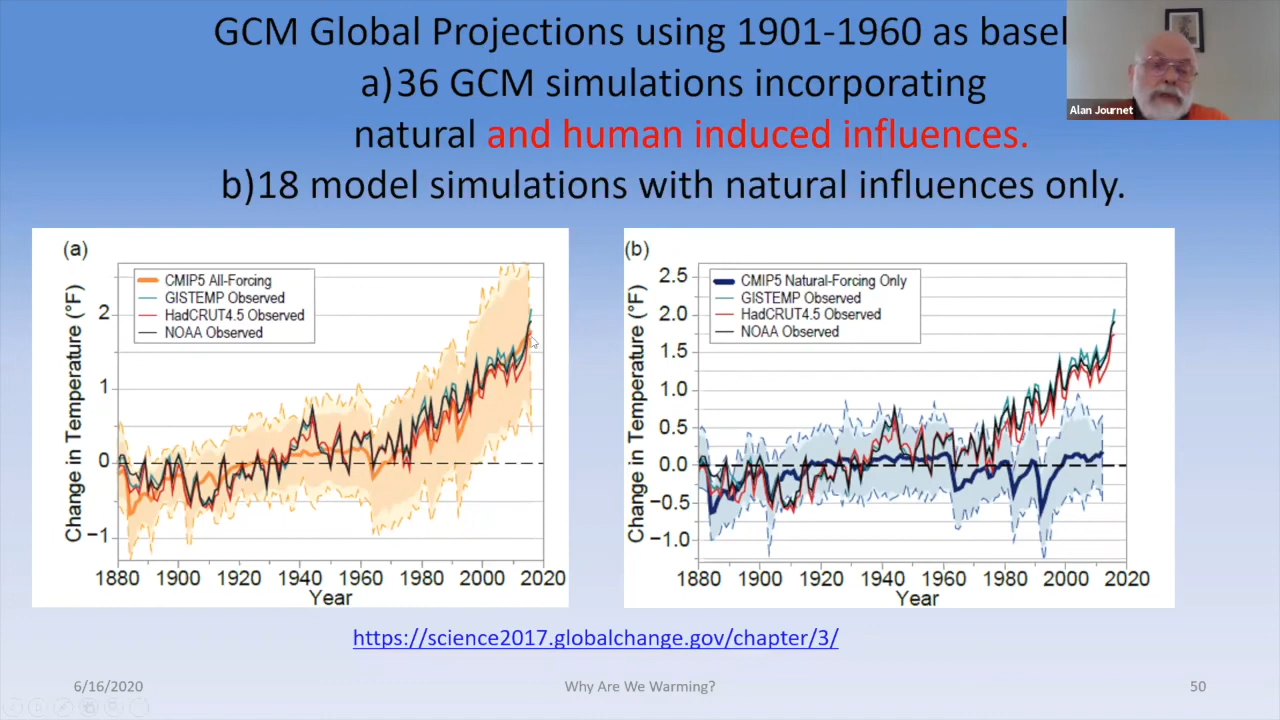 GCM Global Projections using 1901-1960 as basel
a)36 GCM simulations incorporating
natural and human induced influences.
b)18 model simulations with natural influences only.
Alan Journet
(a)
CMIP5 All-Forcing
GISTEMP Observed
HadCRUT4.5 Observed
NOAA Observed
Change in Temperature (°F)
2
1
0
−1
1880 1900 1920 1940 1960 1980 2000 2020
Year
(b)
CMIP5 Natural-Forcing Only
GISTEMP Observed
HadCRUT4.5 Observed
NOAA Observed
Change in Temperature (°F)
2.5
2.0
1.5
1.0
0.5
0.0
−0.5
−1.0
1880 1900 1920 1940 1960 1980 2000 2020
Year
https://science2017.globalchange.gov/chapter/3/
6/16/2020
Why Are We Warming?
50